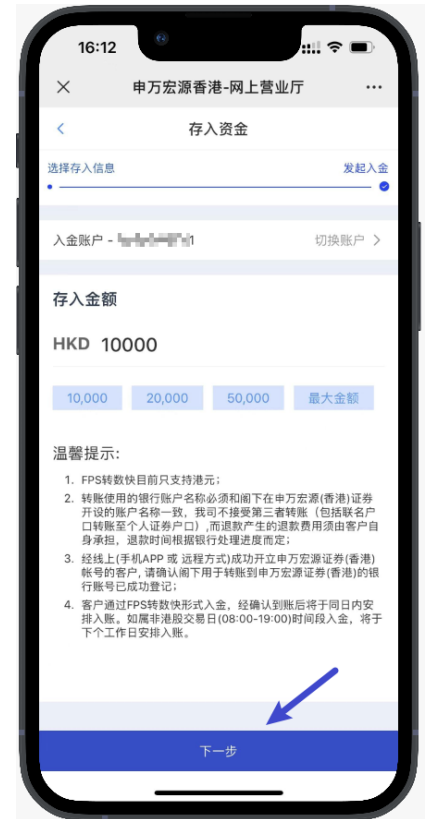 16:12
申万宏源香港-网上营业厅
存入资金
选择存入信息 发起入金
入金账户 - 1 切换账户
存入金额
HKD 10000
10,000 20,000 50,000 最大金额
温馨提示:
1. FPS转数快目前只支持港元；
2. 转账使用的银行账户名称必须和阁下在申万宏源(香港)证券
开设的账户名称一致，我司不接受第三者转账（包括联名户
口转账至个人证券户口）,而退款产生的退款费用须由客户自
身承担，退款时间根据银行处理进度而定；
3. 经线上(手机APP 或 远程方式)成功开立申万宏源证券(香港)
帐号的客户, 请确认阁下用于转账到申万宏源证券(香港)的银
行账号已成功登记；
4. 客户通过FPS转数快形式入金，经确认到账后将于同日内安
排入账。如属非港股交易日(08:00-19:00)时间段入金，将于
下个工作日安排入账。
下一步